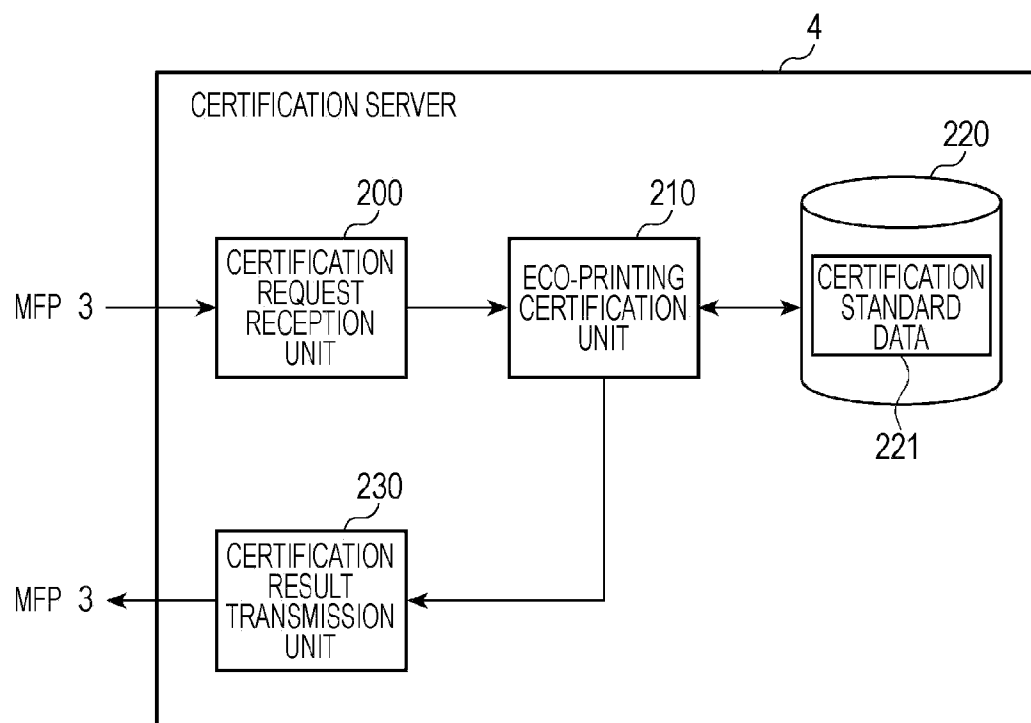 4
CERTIFICATION SERVER
220
200
210
CERTIFICATION
REQUEST
RECEPTION
UNIT
ECO-PRINTING
CERTIFICATION
UNIT
CERTIFICATION
STANDARD
DATA
MFP 3
221
230
CERTIFICATION
RESULT
TRANSMISSION
UNIT
MFP 3